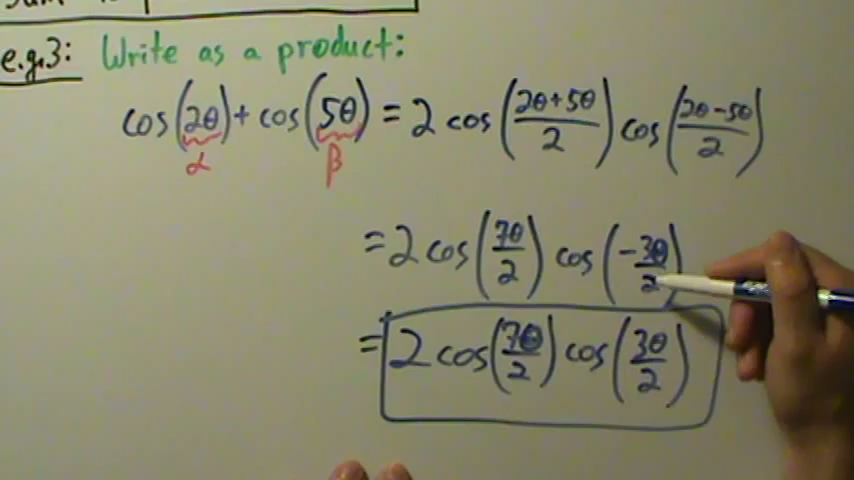 e.g.3: Write as a product:
cos(2θ) + cos(5θ) = 2 cos((2θ+5θ)/2) cos((2θ-5θ)/2)
α β
= 2 cos(7θ/2) cos(-3θ/2)
= 2 cos(7θ/2) cos(3θ/2)